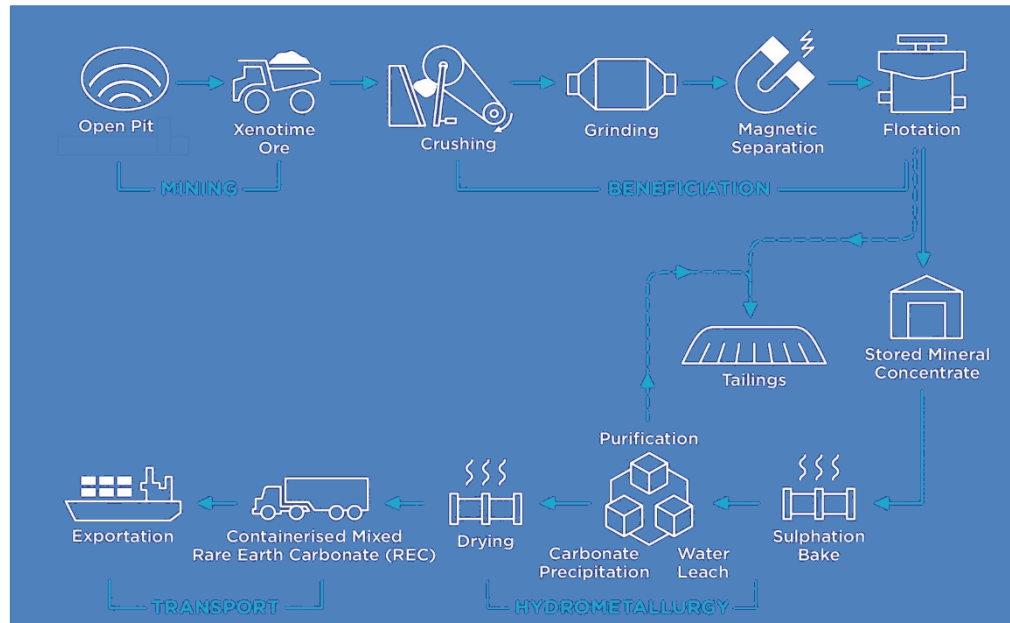 Open Pit
Xenotime
Ore
Crushing
Grinding
Magnetic
Separation
Flotation
MINING
BENEFICIATION
Stored Mineral
Concentrate
Tailings
Purification
Exportation
Containerised Mixed
Rare Earth Carbonate (REC)
Drying
Carbonate
Precipitation
Water
Leach
Sulphation
Bake
TRANSPORT
HYDROMETALLURGY